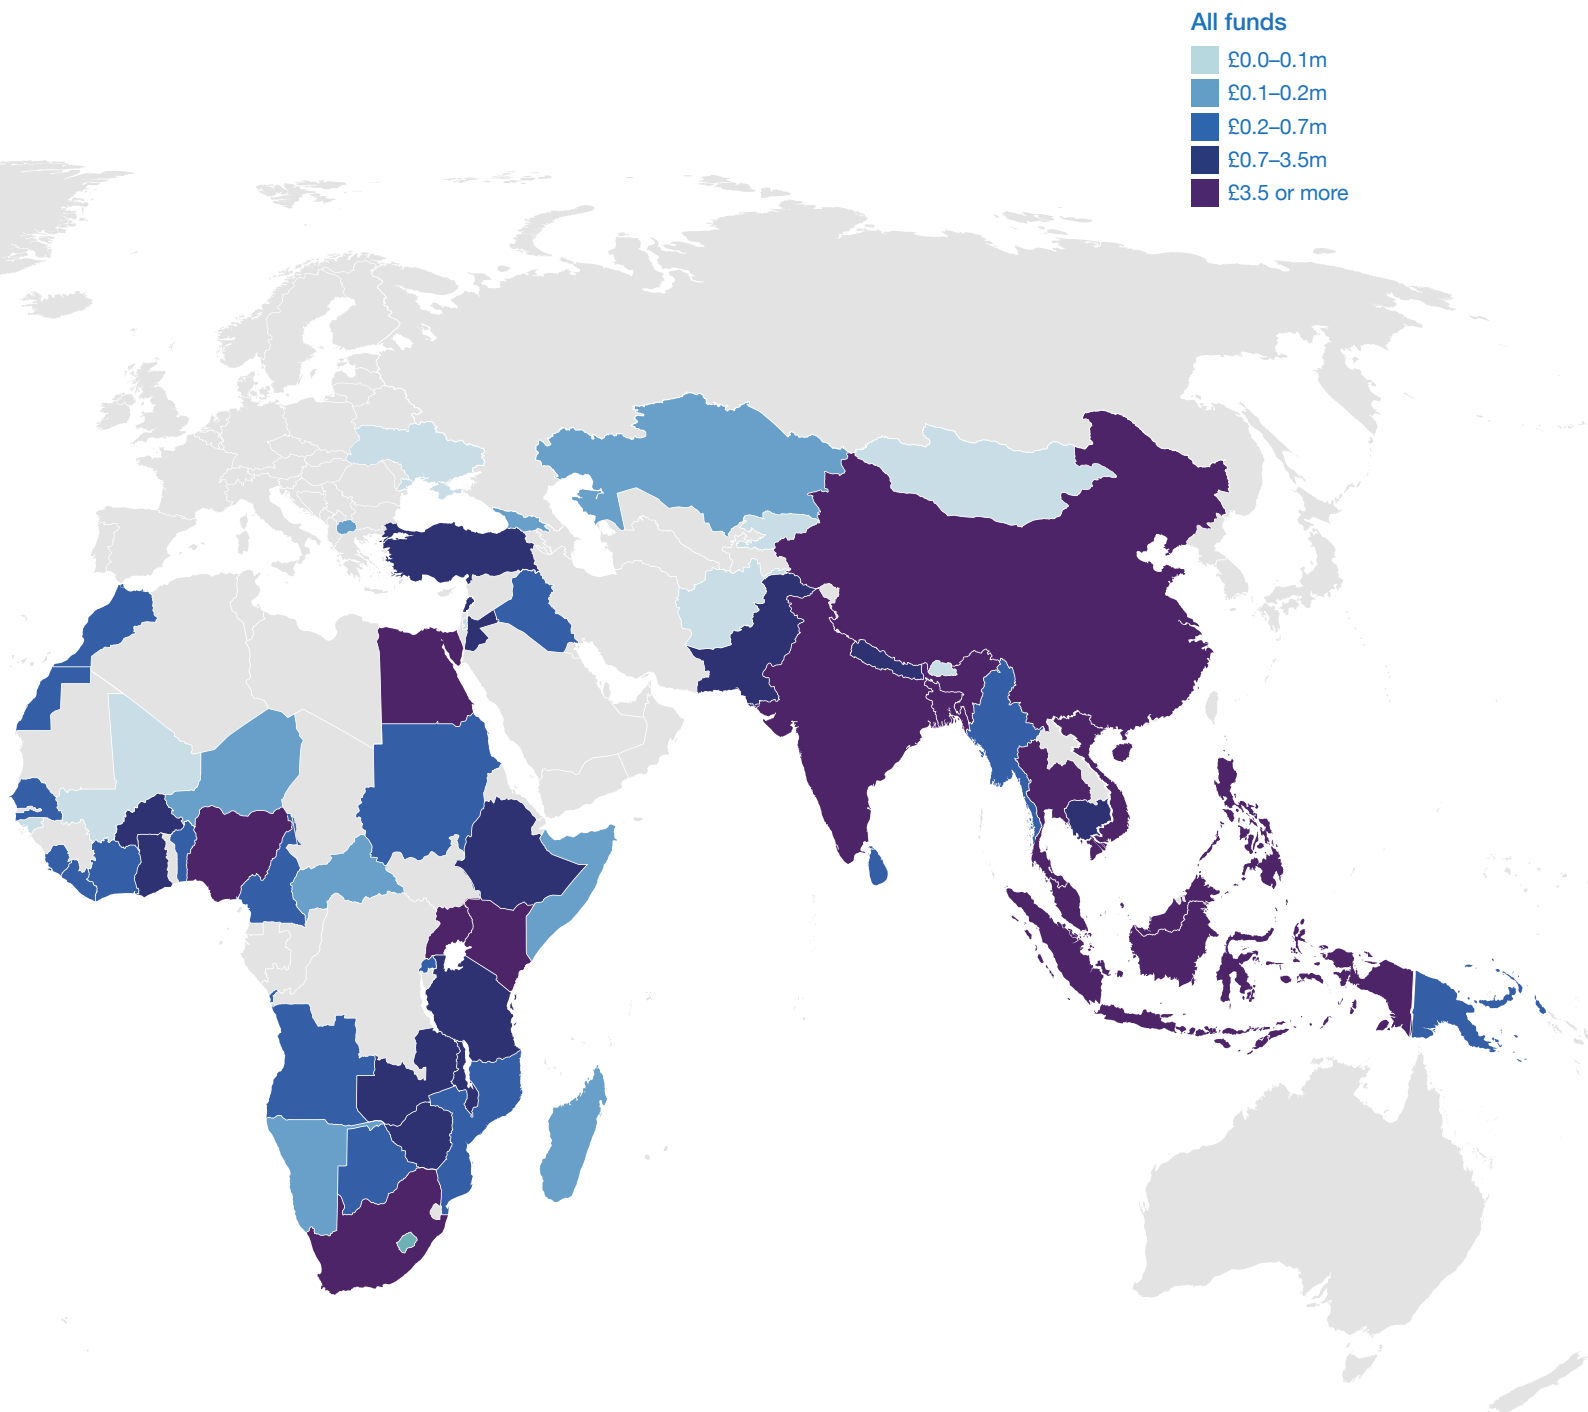 All funds
£0.0–0.1m
£0.1–0.2m
£0.2–0.7m
£0.7–3.5m
£3.5 or more